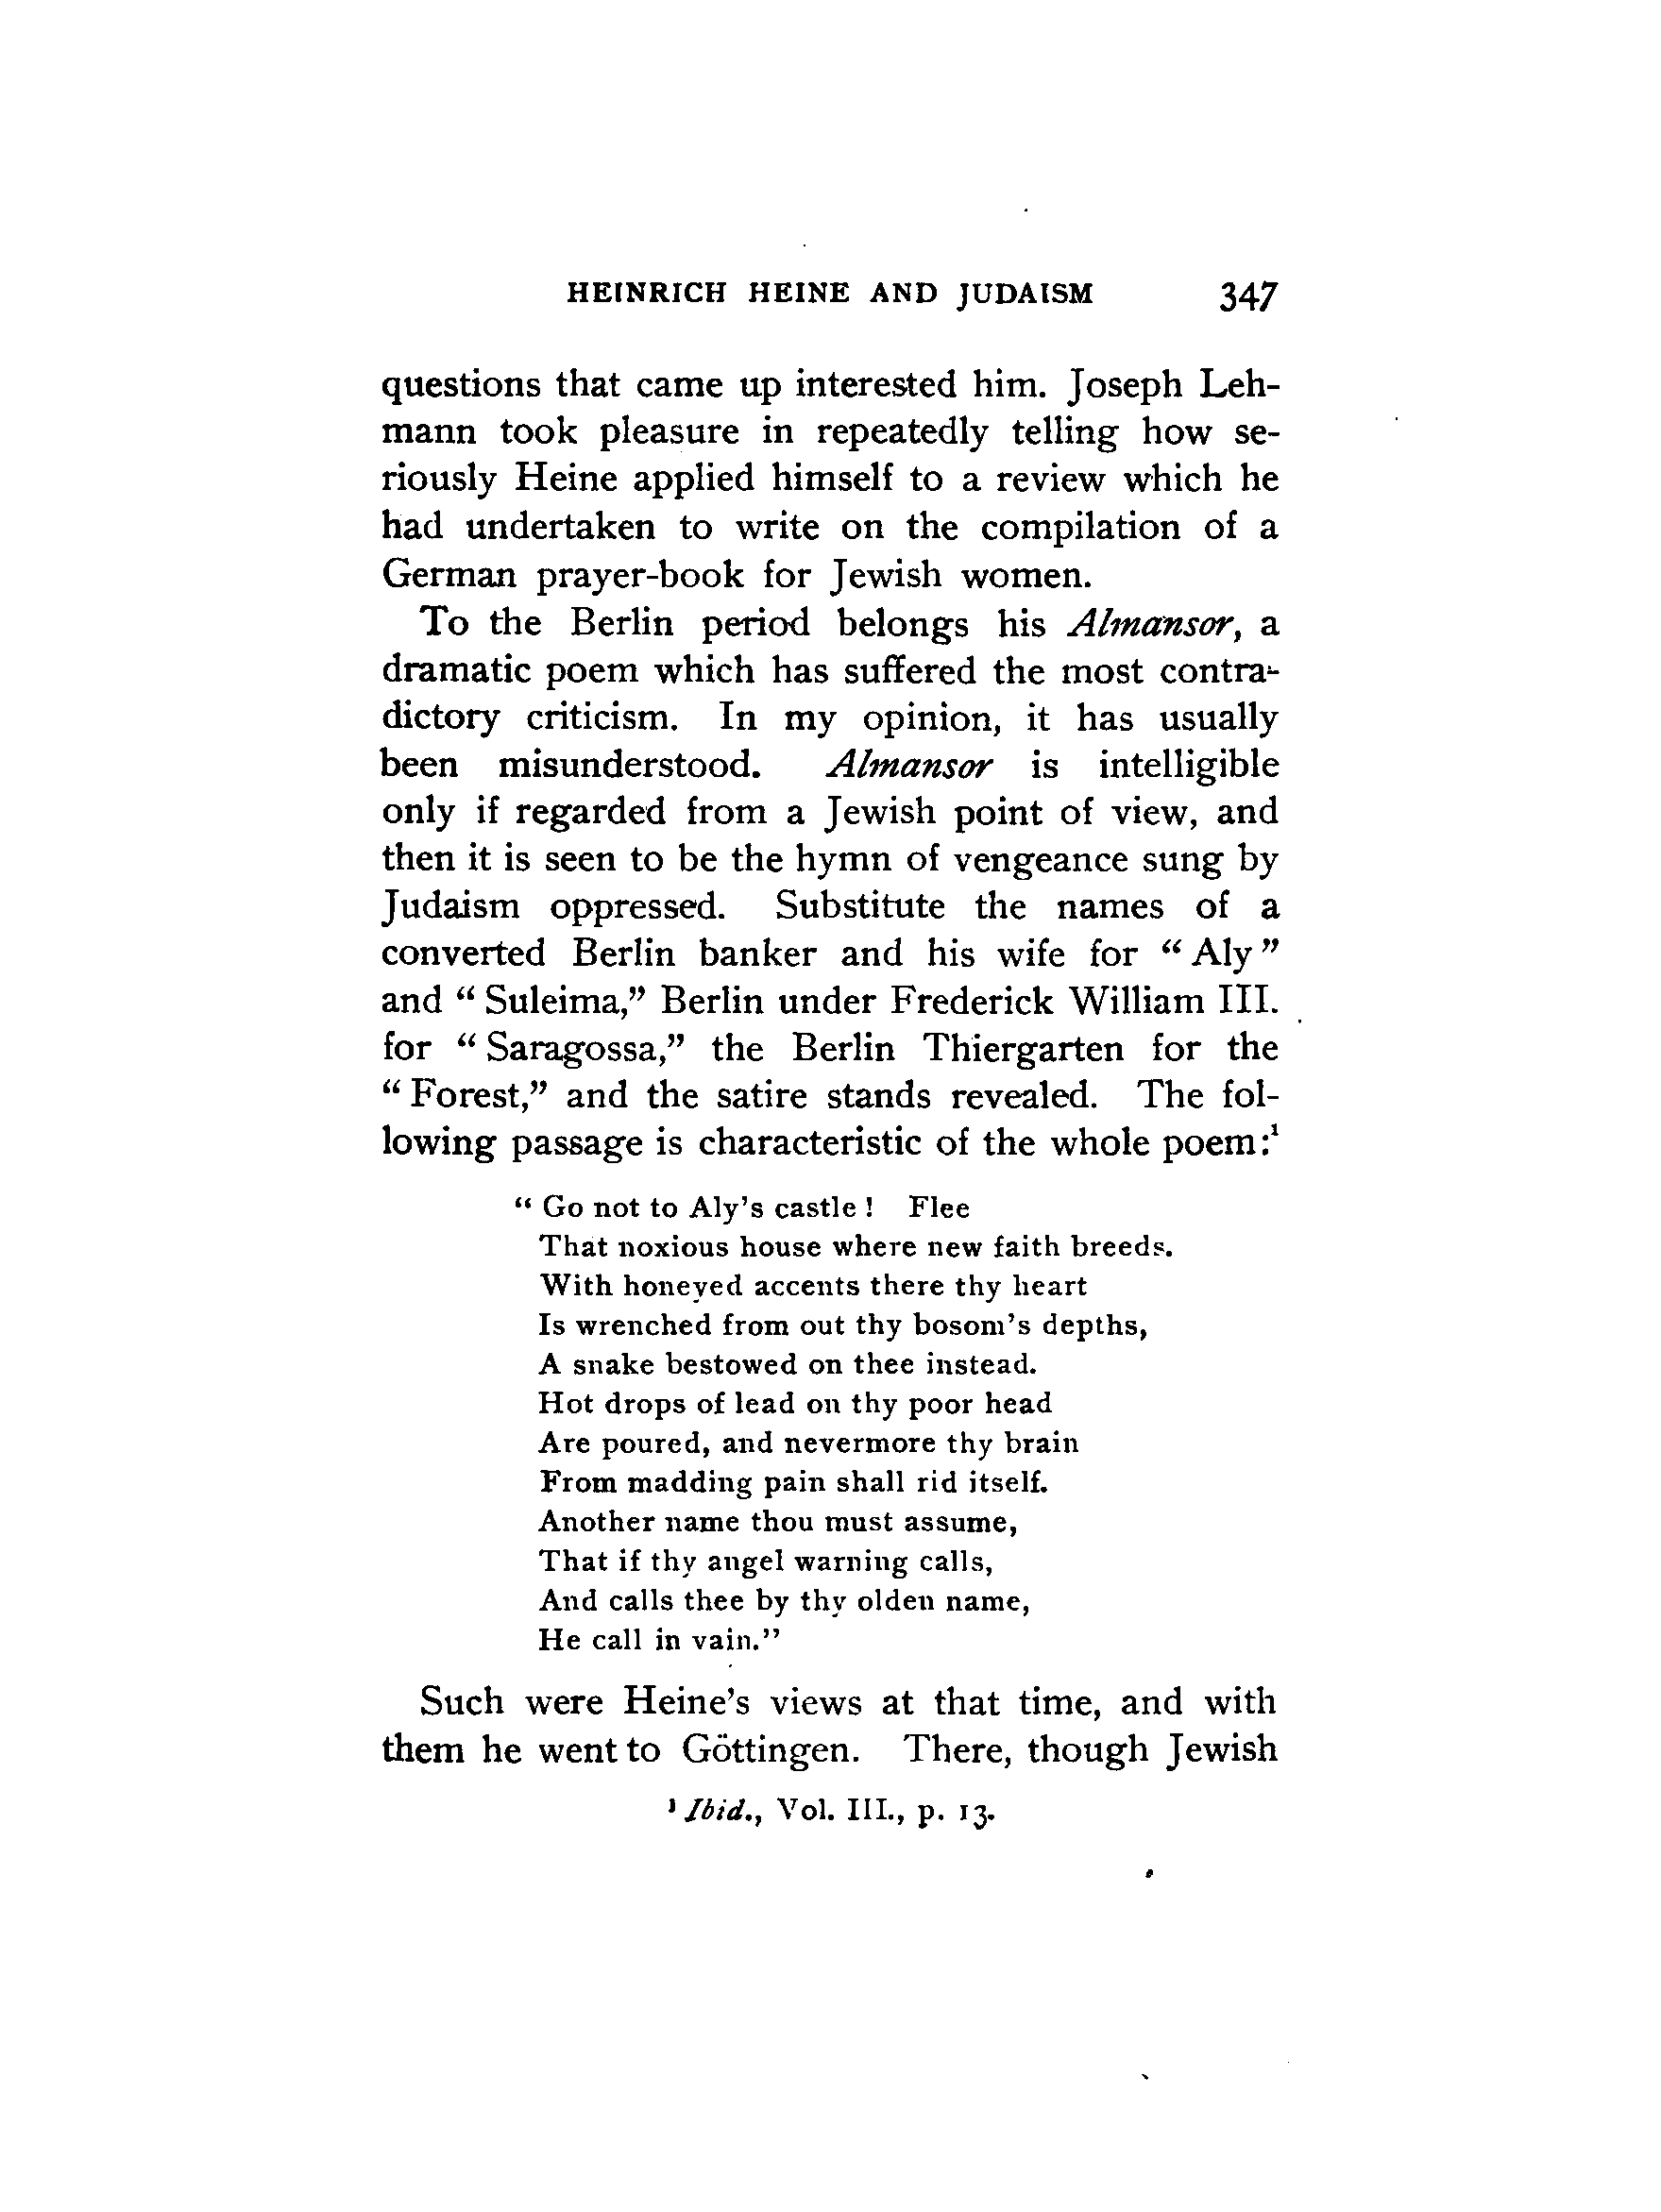 HEINRICH HEINE AND JUDAISM 347
questions that came up interested him. Joseph Leh-
mann took pleasure in repeatedly telling how se-
riously Heine applied himself to a review which he
had undertaken to write on the compilation of a
German prayer-book for Jewish women.
To the Berlin period belongs his Almansor, a
dramatic poem which has suffered the most contra-
dictory criticism. In my opinion, it has usually
been misunderstood. Almansor is intelligible
only if regarded from a Jewish point of view, and
then it is seen to be the hymn of vengeance sung by
Judaism oppressed. Substitute the names of a
converted Berlin banker and his wife for “Aly”
and “Suleima,” Berlin under Frederick William III.
for “Saragossa,” the Berlin Thiergarten for the
“Forest,” and the satire stands revealed. The fol-
lowing passage is characteristic of the whole poem:¹
“Go not to Aly’s castle! Flee
That noxious house where new faith breeds.
With honeyed accents there thy heart
Is wrenched from out thy bosom’s depths,
A snake bestowed on thee instead.
Hot drops of lead on thy poor head
Are poured, and nevermore thy brain
From madding pain shall rid itself.
Another name thou must assume,
That if thy angel warning calls,
And calls thee by thy olden name,
He call in vain.”
Such were Heine’s views at that time, and with
them he went to Göttingen. There, though Jewish
¹ Ibid., Vol. III., p. 13.